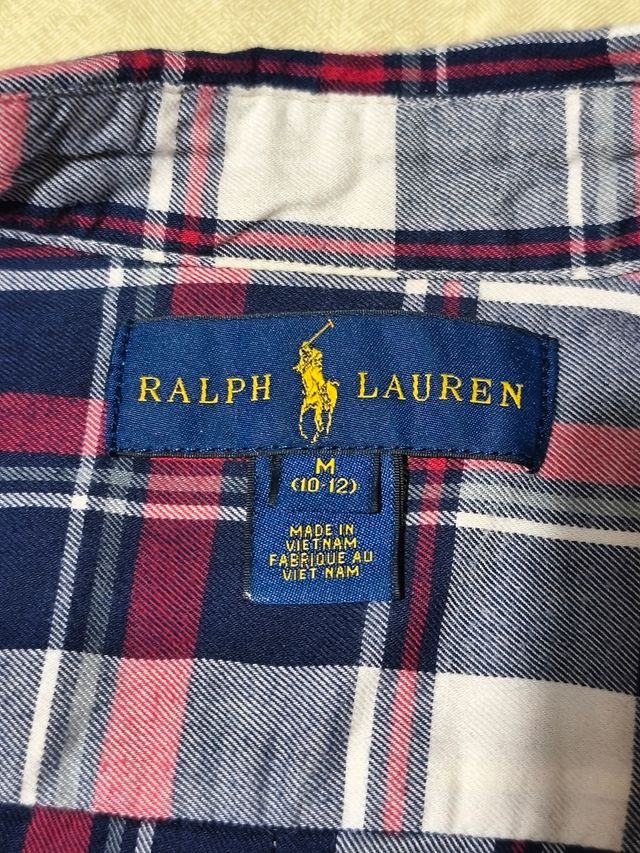 RALPH LAUREN
M
(10-12)
MADE IN
VIETNAM
FABRIQUE AU
VIET NAM